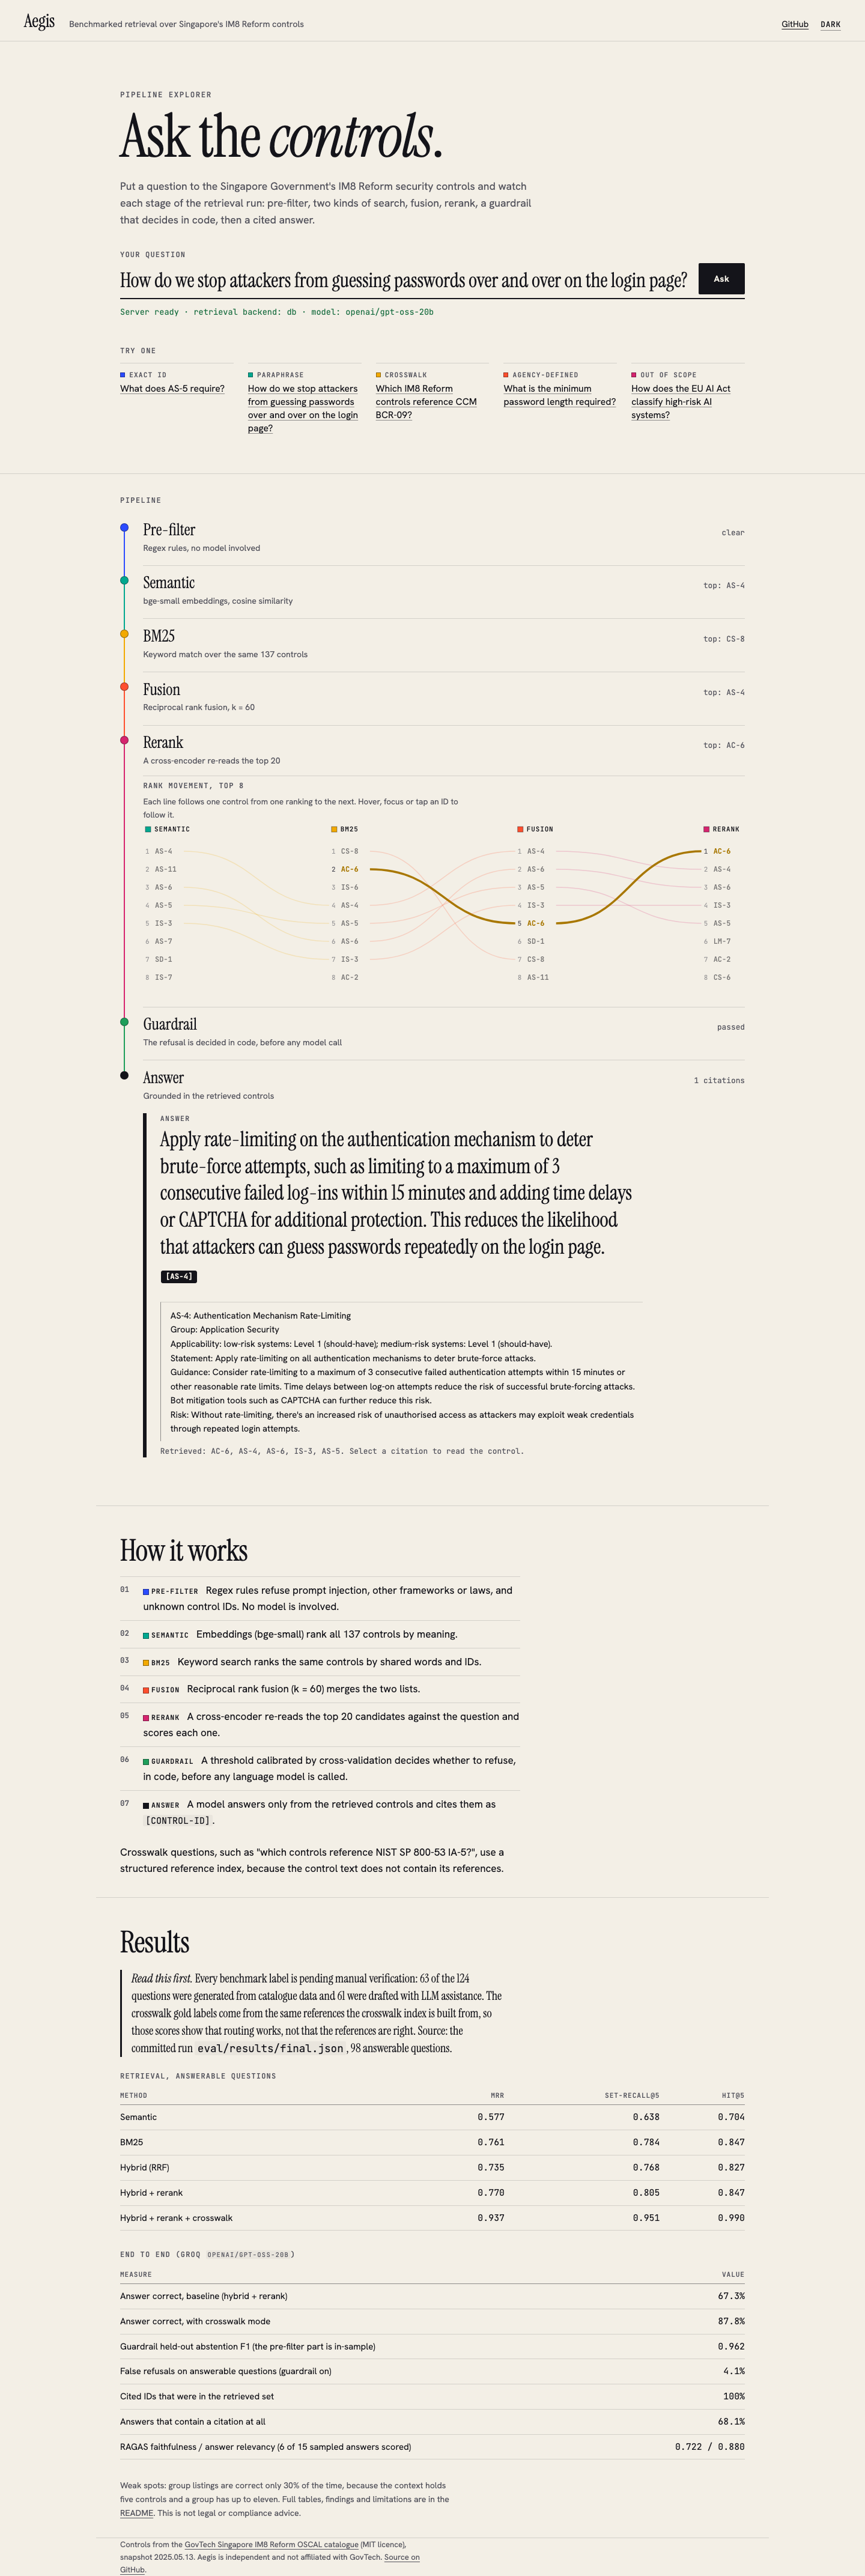 Aegis Benchmarked retrieval over Singapore's IM8 Reform controls GitHub DARK
PIPELINE EXPLORER
Ask the controls.
Put a question to the Singapore Government's IM8 Reform security controls and watch
each stage of the retrieval run: pre-filter, two kinds of search, fusion, rerank, a guardrail
that decides in code, then a cited answer.
YOUR QUESTION
How do we stop attackers from guessing passwords over and over on the login page? Ask
Server ready · retrieval backend: db · model: openai/gpt-oss-20b
TRY ONE
EXACT ID
What does AS-5 require?
PARAPHRASE
How do we stop attackers
from guessing passwords
over and over on the login
page?
CROSSWALK
Which IM8 Reform
controls reference CCM
BCR-09?
AGENCY-DEFINED
What is the minimum
password length required?
OUT OF SCOPE
How does the EU AI Act
classify high-risk AI
systems?
PIPELINE
Pre-filter clear
Regex rules, no model involved
Semantic top: AS-4
bge-small embeddings, cosine similarity
BM25 top: CS-8
Keyword match over the same 137 controls
Fusion top: AS-4
Reciprocal rank fusion, k = 60
Rerank top: AC-6
A cross-encoder re-reads the top 20
RANK MOVEMENT, TOP 8
Each line follows one control from one ranking to the next. Hover, focus or tap an ID to
follow it.
SEMANTIC BM25 FUSION RERANK
1 AS-4 1 CS-8 1 AS-4 1 AC-6
2 AS-11 2 AC-6 2 AS-6 2 AS-4
3 AS-6 3 IS-6 3 AS-5 3 AS-6
4 AS-5 4 AS-4 4 IS-3 4 IS-3
5 IS-3 5 AS-5 5 AC-6 5 AS-5
6 AS-7 6 AS-6 6 SD-1 6 LM-7
7 SD-1 7 IS-3 7 CS-8 7 AC-2
8 IS-7 8 AC-2 8 AS-11 8 CS-6
Guardrail passed
The refusal is decided in code, before any model call
Answer 1 citations
Grounded in the retrieved controls
ANSWER
Apply rate-limiting on the authentication mechanism to deter
brute-force attempts, such as limiting to a maximum of 3
consecutive failed log-ins within 15 minutes and adding time delays
or CAPTCHA for additional protection. This reduces the likelihood
that attackers can guess passwords repeatedly on the login page.
[AS-4]
AS-4: Authentication Mechanism Rate-Limiting
Group: Application Security
Applicability: low-risk systems: Level 1 (should-have); medium-risk systems: Level 1 (should-have).
Statement: Apply rate-limiting on all authentication mechanisms to deter brute-force attacks.
Guidance: Consider rate-limiting to a maximum of 3 consecutive failed authentication attempts within 15 minutes or
other reasonable rate limits. Time delays between log-on attempts reduce the risk of successful brute-forcing attacks.
Bot mitigation tools such as CAPTCHA can further reduce this risk.
Risk: Without rate-limiting, there's an increased risk of unauthorised access as attackers may exploit weak credentials
through repeated login attempts.
Retrieved: AC-6, AS-4, AS-6, IS-3, AS-5. Select a citation to read the control.
How it works
01 PRE-FILTER Regex rules refuse prompt injection, other frameworks or laws, and
unknown control IDs. No model is involved.
02 SEMANTIC Embeddings (bge-small) rank all 137 controls by meaning.
03 BM25 Keyword search ranks the same controls by shared words and IDs.
04 FUSION Reciprocal rank fusion (k = 60) merges the two lists.
05 RERANK A cross-encoder re-reads the top 20 candidates against the question and
scores each one.
06 GUARDRAIL A threshold calibrated by cross-validation decides whether to refuse,
in code, before any language model is called.
07 ANSWER A model answers only from the retrieved controls and cites them as
[CONTROL-ID].
Crosswalk questions, such as "which controls reference NIST SP 800-53 IA-5?", use a
structured reference index, because the control text does not contain its references.
Results
Read this first. Every benchmark label is pending manual verification: 63 of the 124
questions were generated from catalogue data and 61 were drafted with LLM assistance. The
crosswalk gold labels come from the same references the crosswalk index is built from, so
those scores show that routing works, not that the references are right. Source: the
committed run eval/results/final.json, 98 answerable questions.
RETRIEVAL, ANSWERABLE QUESTIONS
METHOD MRR SET-RECALL@5 HIT@5
Semantic 0.577 0.638 0.704
BM25 0.761 0.784 0.847
Hybrid (RRF) 0.735 0.768 0.827
Hybrid + rerank 0.770 0.805 0.847
Hybrid + rerank + crosswalk 0.937 0.951 0.990
END TO END (GROQ OPENAI/GPT-OSS-20B)
MEASURE VALUE
Answer correct, baseline (hybrid + rerank) 67.3%
Answer correct, with crosswalk mode 87.8%
Guardrail held-out abstention F1 (the pre-filter part is in-sample) 0.962
False refusals on answerable questions (guardrail on) 4.1%
Cited IDs that were in the retrieved set 100%
Answers that contain a citation at all 68.1%
RAGAS faithfulness / answer relevancy (6 of 15 sampled answers scored) 0.722 / 0.880
Weak spots: group listings are correct only 30% of the time, because the context holds
five controls and a group has up to eleven. Full tables, findings and limitations are in the
README. This is not legal or compliance advice.
Controls from the GovTech Singapore IM8 Reform OSCAL catalogue (MIT licence),
snapshot 2025.05.13. Aegis is independent and not affiliated with GovTech. Source on
GitHub.